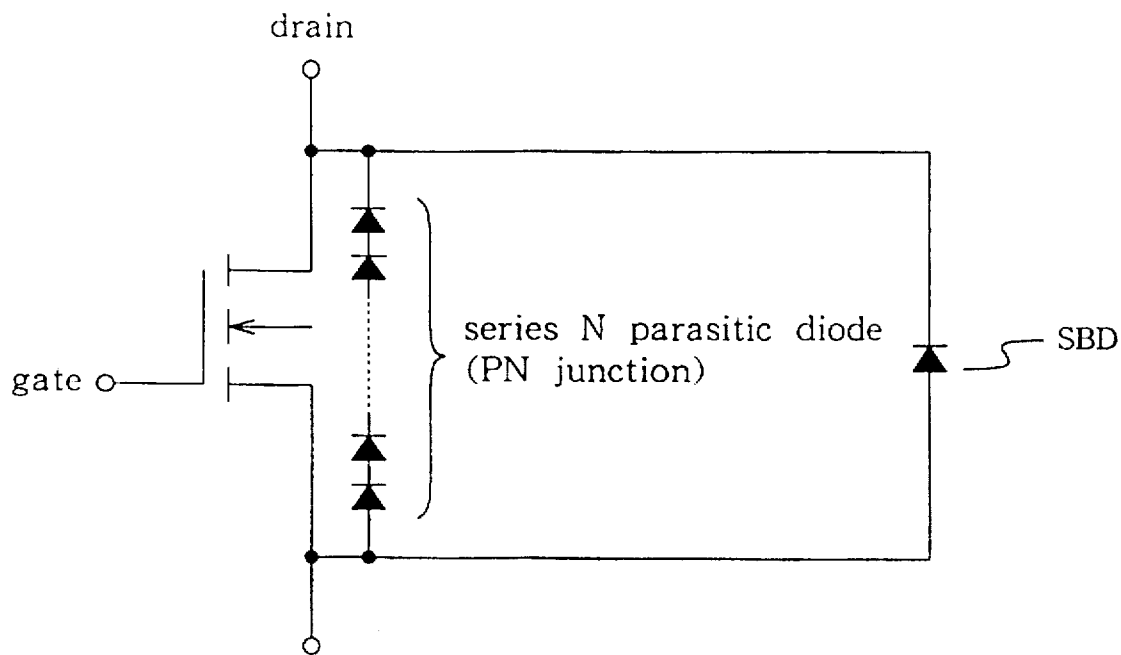 drain
series N parasitic diode
(PN junction)
SBD
gate